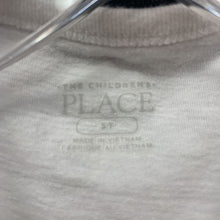 THE CHILDREN'S
PLACE
MADE IN VIETNAM
FABRIQUÉ AU VIETNAM